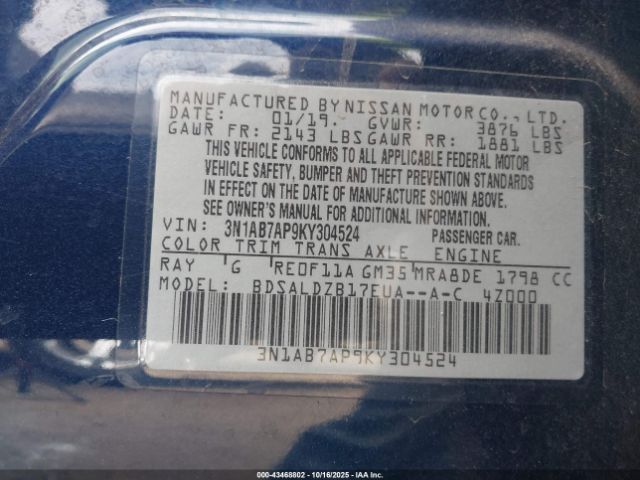 MANUFACTURED BY NISSAN MOTOR CO., LTD.
DATE: 01/19. GVWR: 3876 LBS
GAWR FR: 2143 LBS GAWR RR: 1881 LBS
THIS VEHICLE CONFORMS TO ALL APPLICABLE FEDERAL MOTOR
VEHICLE SAFETY, BUMPER AND THEFT PREVENTION STANDARDS
IN EFFECT ON THE DATE OF MANUFACTURE SHOWN ABOVE.
SEE OWNER'S MANUAL FOR ADDITIONAL INFORMATION.
VIN: 3N1AB7AP9KY304524 PASSENGER CAR.
COLOR TRIM TRANS AXLE ENGINE
RAY G RE0F11A GM35 MRA8DE 1798 CC
MODEL: BDSALDZB17EUA--A-C 4Z000
3N1AB7AP9KY304524
000-43468802 | 10/16/2025 | Copyright © 2025 IAA, LLC.